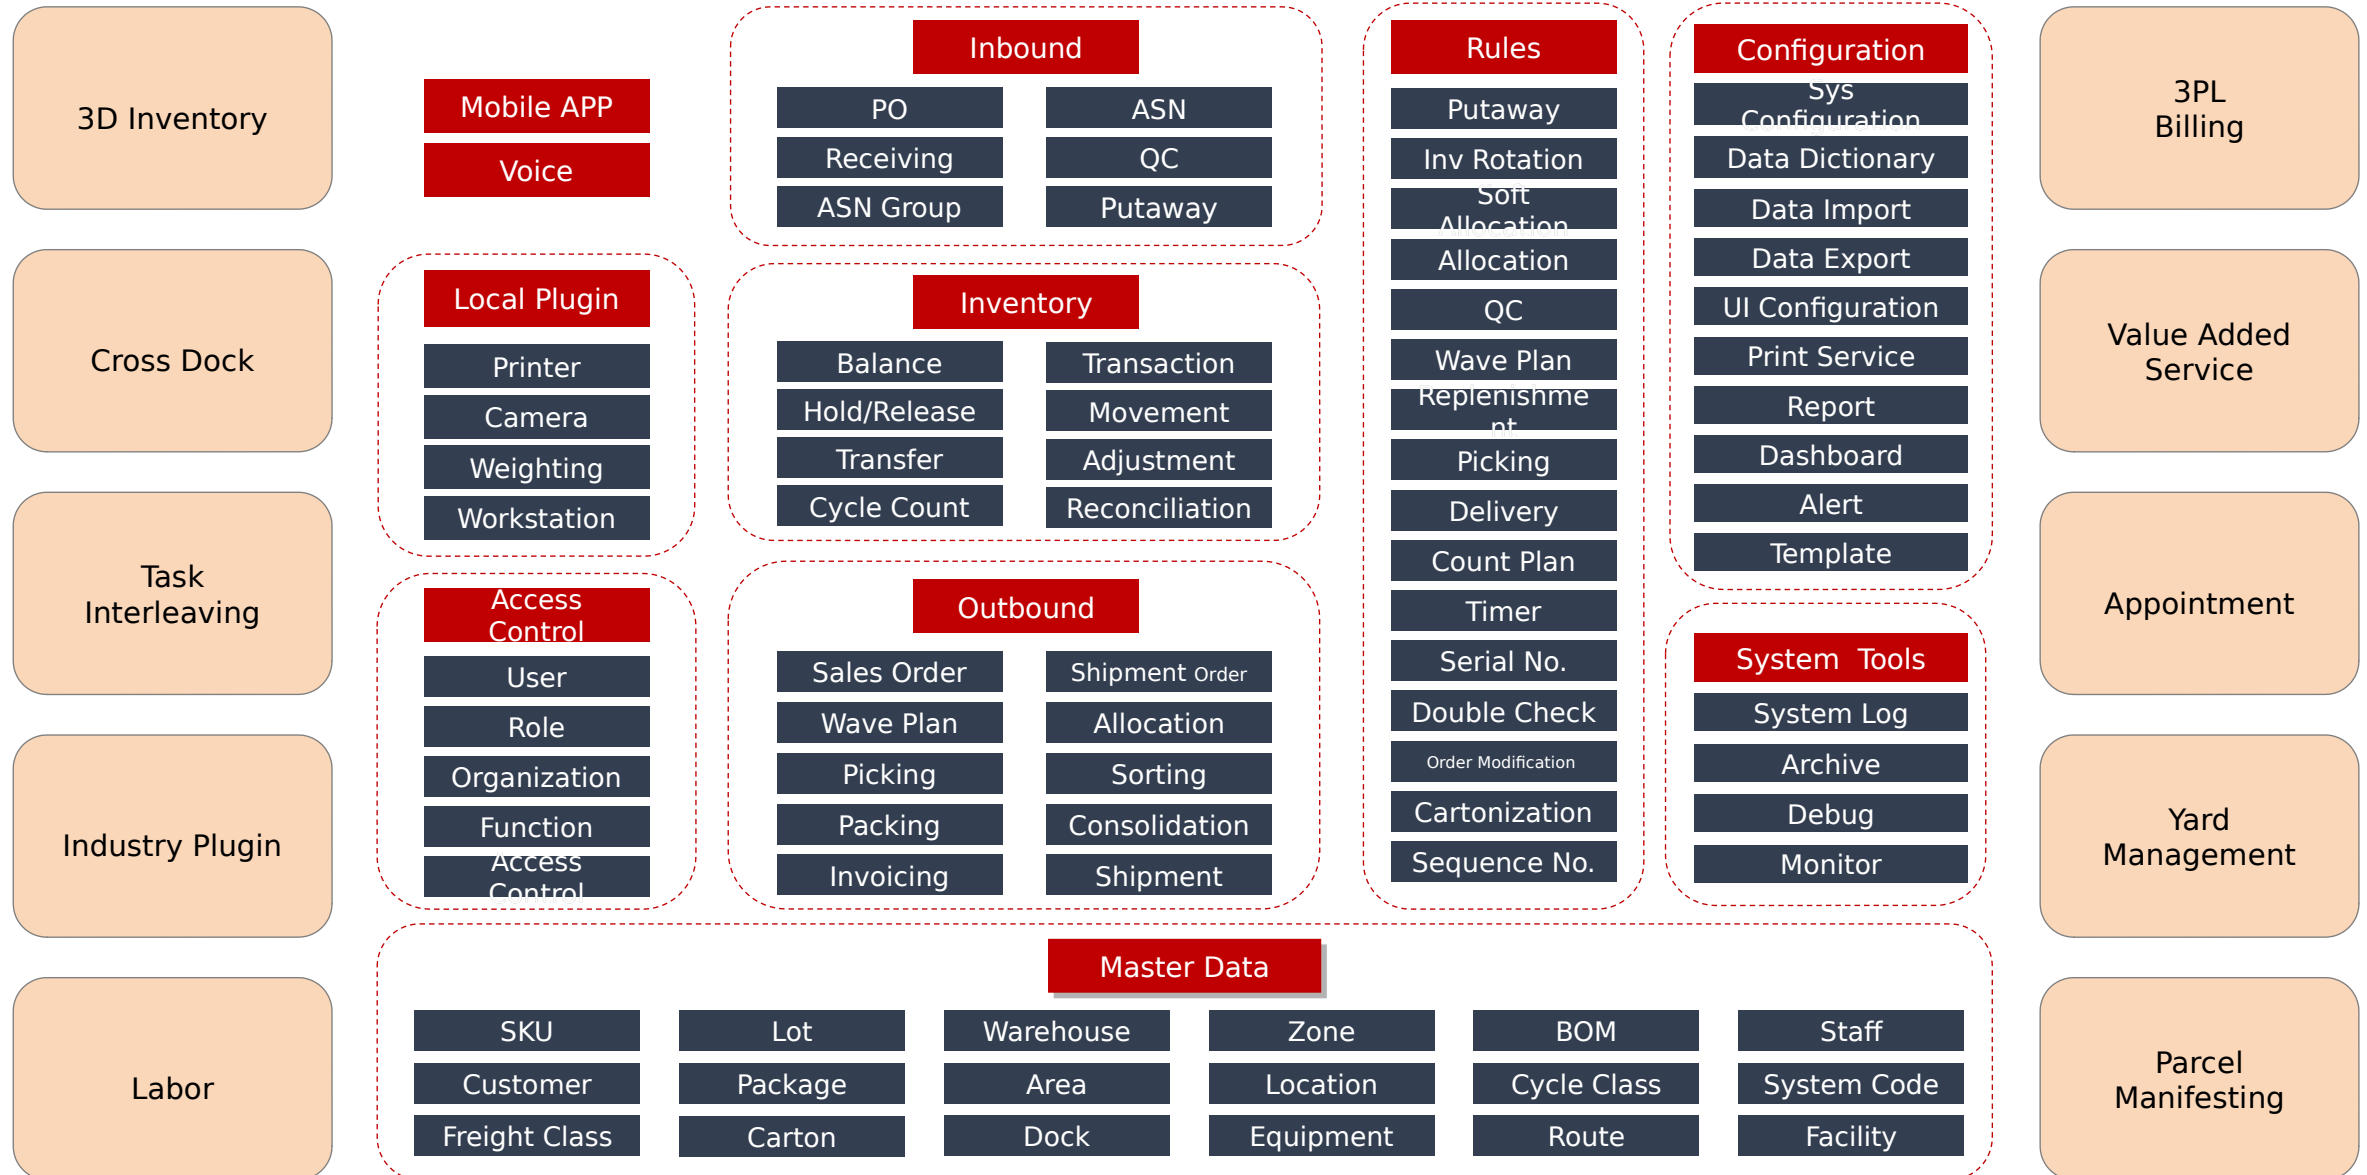 3D Inventory
Cross Dock
Task
Interleaving
Industry Plugin
Labor
Mobile APP
Voice
Local Plugin
Printer
Camera
Weighting
Workstation
Access
Control
User
Role
Organization
Function
Access
Control
Inbound
PO
ASN
Receiving
QC
ASN Group
Putaway
Inventory
Balance
Transaction
Hold/Release
Movement
Transfer
Adjustment
Cycle Count
Reconciliation
Outbound
Sales Order
Shipment Order
Wave Plan
Allocation
Picking
Sorting
Packing
Consolidation
Invoicing
Shipment
Rules
Putaway
Inv Rotation
Soft
Allocation
Allocation
QC
Wave Plan
Replenishme
nt
Picking
Delivery
Count Plan
Timer
Serial No.
Double Check
Order Modification
Cartonization
Sequence No.
Configuration
Sys
Configuration
Data Dictionary
Data Import
Data Export
UI Configuration
Print Service
Report
Dashboard
Alert
Template
System  Tools
System Log
Archive
Debug
Monitor
Master Data
SKU
Lot
Warehouse
Zone
BOM
Staff
Customer
Package
Area
Location
Cycle Class
System Code
Freight Class
Carton
Dock
Equipment
Route
Facility
3PL
Billing
Value Added
Service
Appointment
Yard
Management
Parcel
Manifesting